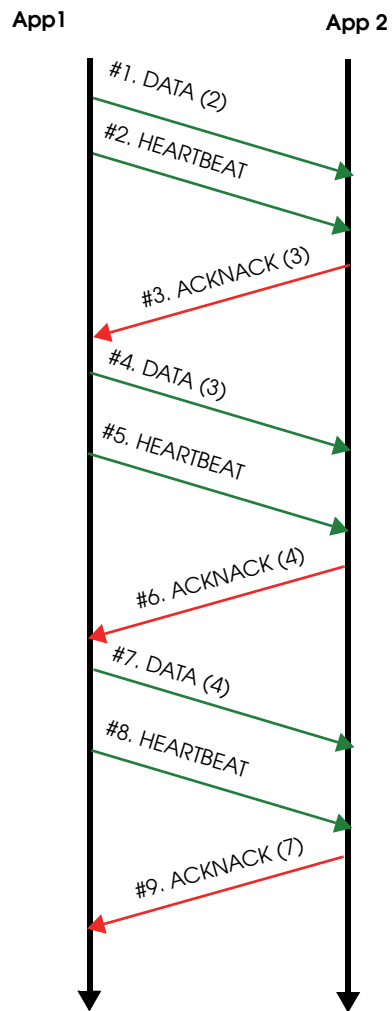 App1
App 2
#1. DATA (2)
#2. HEARTBEAT
#3. ACKNACK (3)
#4. DATA (3)
#5. HEARTBEAT
#6. ACKNACK (4)
#7. DATA (4)
#8. HEARTBEAT
#9. ACKNACK (7)